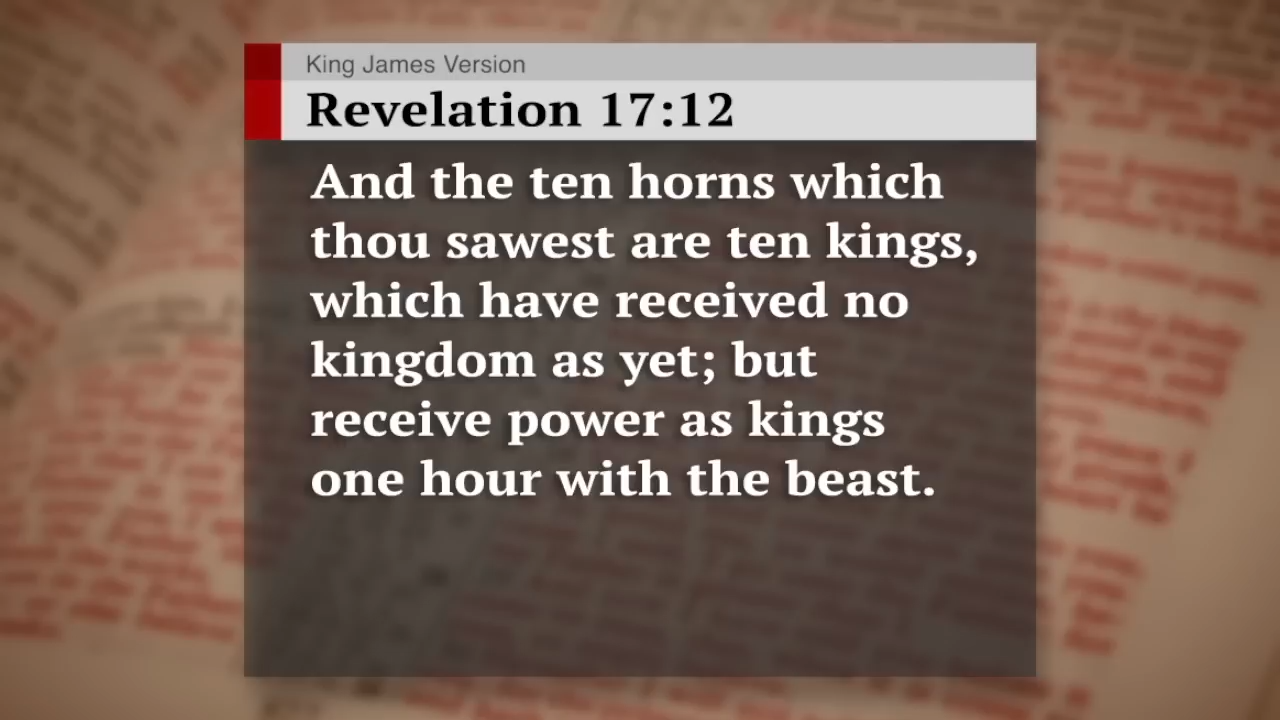 King James Version
Revelation 17:12
And the ten horns which
thou sawest are ten kings,
which have received no
kingdom as yet; but
receive power as kings
one hour with the beast.